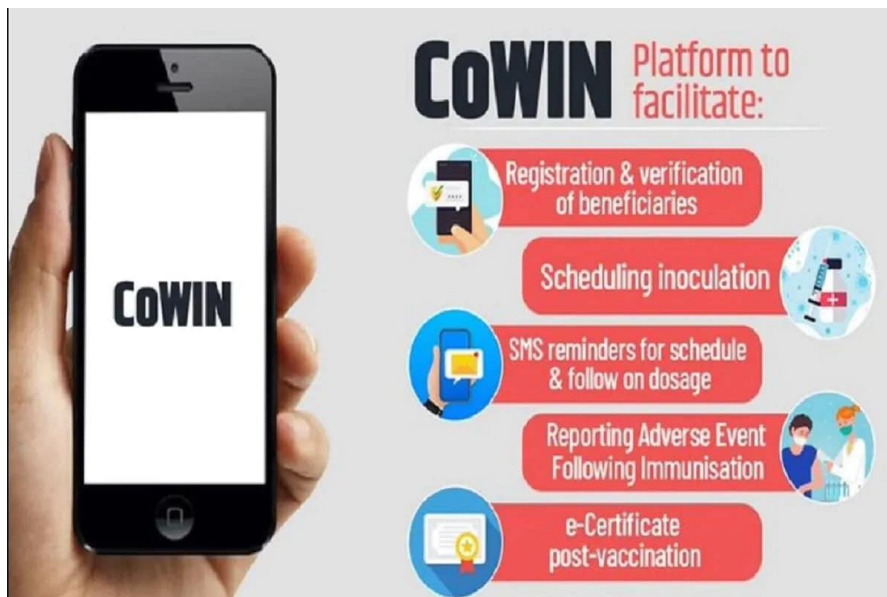 CoWIN
CoWIN
Platform to
facilitate:
Registration & verification
of beneficiaries
Scheduling inoculation
SMS reminders for schedule
& follow on dosage
Reporting Adverse Event
Following Immunisation
e-Certificate
post-vaccination